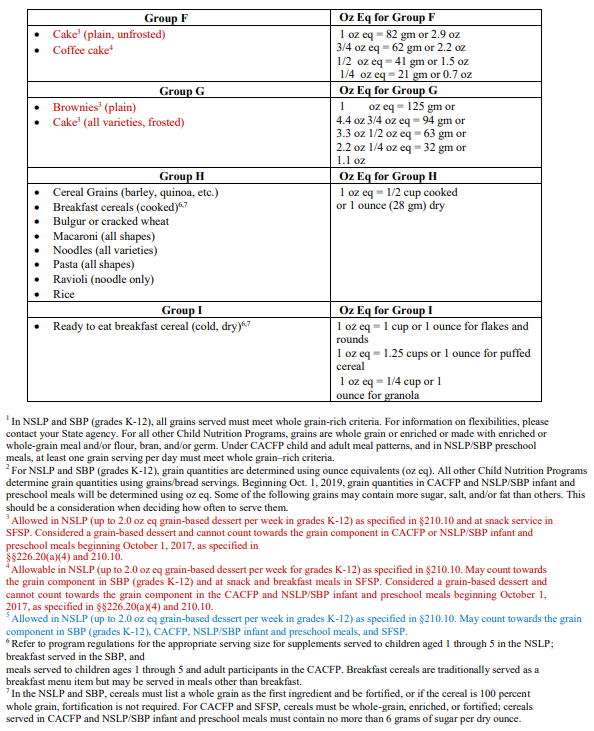 Group F
Oz Eq for Group F
• Cake³ (plain, unfrosted)
• Coffee cake⁴
1 oz eq = 82 gm or 2.9 oz
3/4 oz eq = 62 gm or 2.2 oz
1/2 oz eq = 41 gm or 1.5 oz
1/4 oz eq = 21 gm or 0.7 oz
Group G
Oz Eq for Group G
• Brownies³ (plain)
• Cake³ (all varieties, frosted)
1 oz eq = 125 gm or
4.4 oz 3/4 oz eq = 94 gm or
3.3 oz 1/2 oz eq = 63 gm or
2.2 oz 1/4 oz eq = 32 gm or
1.1 oz
Group H
Oz Eq for Group H
• Cereal Grains (barley, quinoa, etc.)
• Breakfast cereals (cooked)⁶,⁷
• Bulgur or cracked wheat
• Macaroni (all shapes)
• Noodles (all varieties)
• Pasta (all shapes)
• Ravioli (noodle only)
• Rice
1 oz eq = 1/2 cup cooked
or 1 ounce (28 gm) dry
Group I
Oz Eq for Group I
• Ready to eat breakfast cereal (cold, dry)⁶,⁷
1 oz eq = 1 cup or 1 ounce for flakes and
rounds
1 oz eq = 1.25 cups or 1 ounce for puffed
cereal
1 oz eq = 1/4 cup or 1
ounce for granola
¹ In NSLP and SBP (grades K-12), all grains served must meet whole grain-rich criteria. For information on flexibilities, please
contact your State agency. For all other Child Nutrition Programs, grains are whole grain or enriched or made with enriched or
whole-grain meal and/or flour, bran, and/or germ. Under CACFP child and adult meal patterns, and in NSLP/SBP preschool
meals, at least one grain serving per day must meet whole grain–rich criteria.
² For NSLP and SBP (grades K-12), grain quantities are determined using ounce equivalents (oz eq). All other Child Nutrition Programs
determine grain quantities using grains/bread servings. Beginning Oct. 1, 2019, grain quantities in CACFP and NSLP/SBP infant and
preschool meals will be determined using oz eq. Some of the following grains may contain more sugar, salt, and/or fat than others. This
should be a consideration when deciding how often to serve them.
³ Allowed in NSLP (up to 2.0 oz eq grain-based dessert per week in grades K-12) as specified in §210.10 and at snack service in
SFSP. Considered a grain-based dessert and cannot count towards the grain component in CACFP or NSLP/SBP infant and
preschool meals beginning October 1, 2017, as specified in
§§226.20(a)(4) and 210.10.
⁴ Allowable in NSLP (up to 2.0 oz eq grain-based dessert per week for grades K-12) as specified in §210.10. May count towards
the grain component in SBP (grades K-12) and at snack and breakfast meals in SFSP. Considered a grain-based dessert and
cannot count towards the grain component in the CACFP and NSLP/SBP infant and preschool meals beginning October 1,
2017, as specified in §§226.20(a)(4) and 210.10.
⁵ Allowed in NSLP (up to 2.0 oz eq grain-based dessert per week in grades K-12) as specified in §210.10. May count towards the grain
component in SBP (grades K-12), CACFP, NSLP/SBP infant and preschool meals, and SFSP.
⁶ Refer to program regulations for the appropriate serving size for supplements served to children aged 1 through 5 in the NSLP;
breakfast served in the SBP, and
meals served to children ages 1 through 5 and adult participants in the CACFP. Breakfast cereals are traditionally served as a
breakfast menu item but may be served in meals other than breakfast.
⁷ In the NSLP and SBP, cereals must list a whole grain as the first ingredient and be fortified, or if the cereal is 100 percent
whole grain, fortification is not required. For CACFP and SFSP, cereals must be whole-grain, enriched, or fortified; cereals
served in CACFP and NSLP/SBP infant and preschool meals must contain no more than 6 grams of sugar per dry ounce.